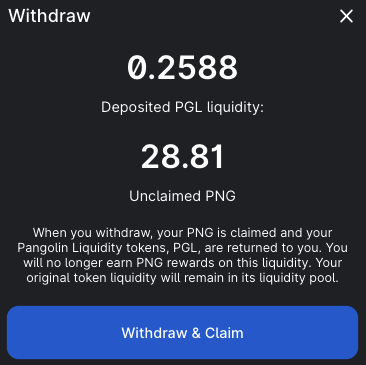 Withdraw
0.2588
Deposited PGL liquidity:
28.81
Unclaimed PNG
When you withdraw, your PNG is claimed and your
Pangolin Liquidity tokens, PGL, are returned to you. You
will no longer earn PNG rewards on this liquidity. Your
original token liquidity will remain in its liquidity pool.
Withdraw & Claim